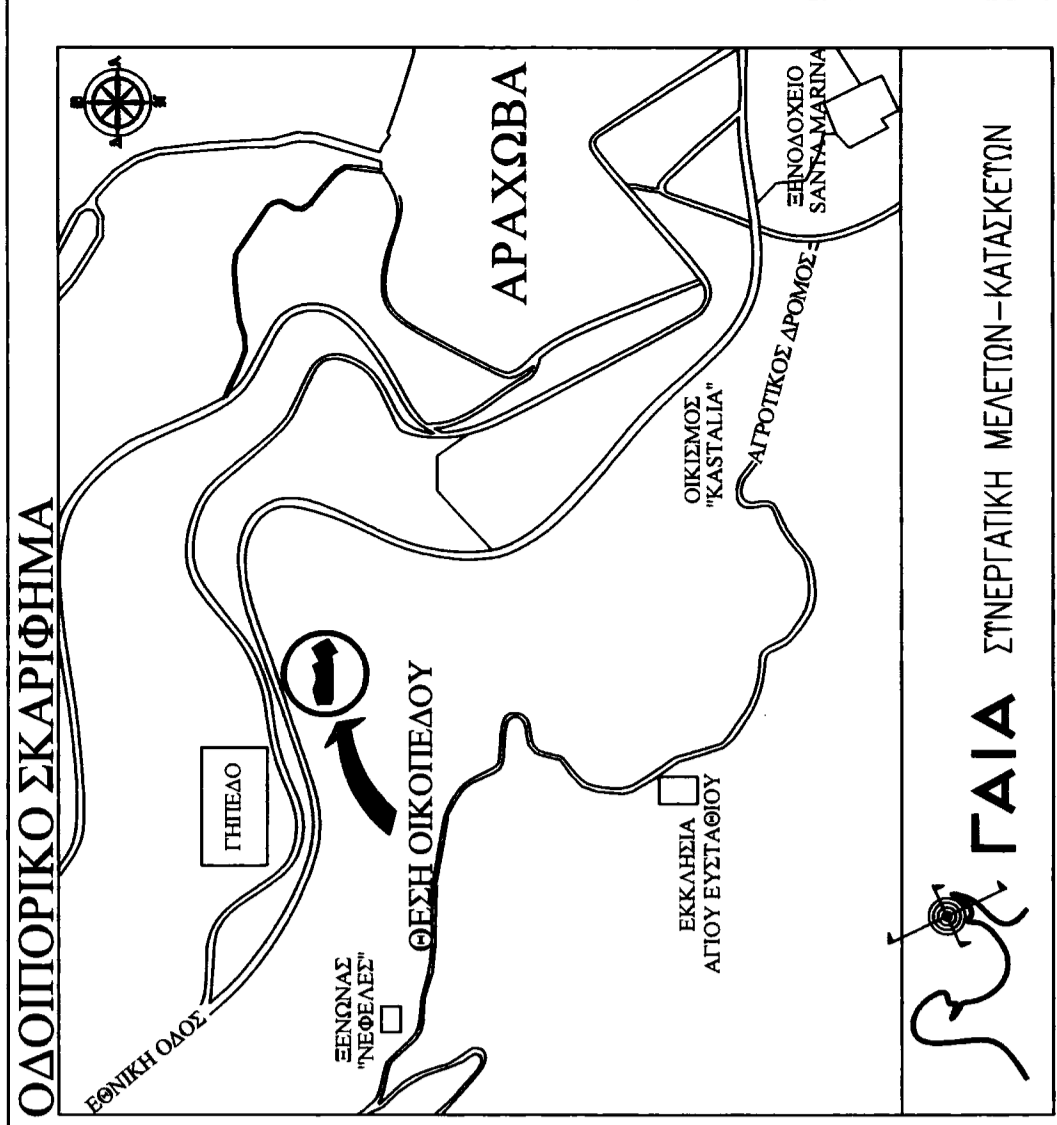 ΟΔΟΙΠΟΡΙΚΟ ΣΚΑΡΙΦΗΜΑ
ΕΘΝΙΚΗ ΟΔΟΣ
ΓΗΠΕΔΟ
ΞΕΝΩΝΑΣ
"ΝΕΦΕΛΕΣ"
ΘΕΣΗ ΟΙΚΟΠΕΔΟΥ
ΑΡΑΧΩΒΑ
ΕΚΚΛΗΣΙΑ
ΑΓΙΟΥ ΕΥΣΤΑΘΙΟΥ
ΟΙΚΙΣΜΟΣ
"KASTALIA"
ΑΓΡΟΤΙΚΟΣ ΔΡΟΜΟΣ
ΞΕΝΟΔΟΧΕΙΟ
SANTA MARINA
ΓΑΙΑ ΣΥΝΕΡΓΑΤΙΚΗ ΜΕΛΕΤΩΝ-ΚΑΤΑΣΚΕΥΩΝ